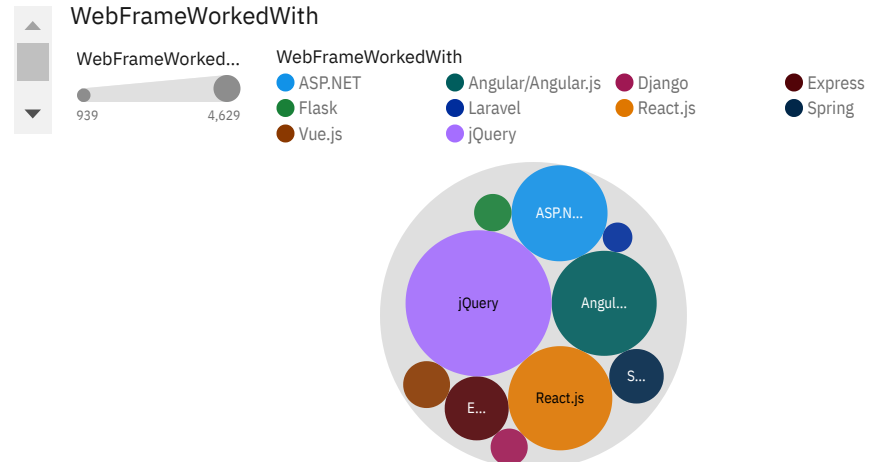 WebFrameWorkedWith
WebFrameWorked...
939 4,629
WebFrameWorkedWith
ASP.NET Angular/Angular.js Django Express
Flask Laravel React.js Spring
Vue.js jQuery
ASP.N...
jQuery Angul...
S...
React.js
E...